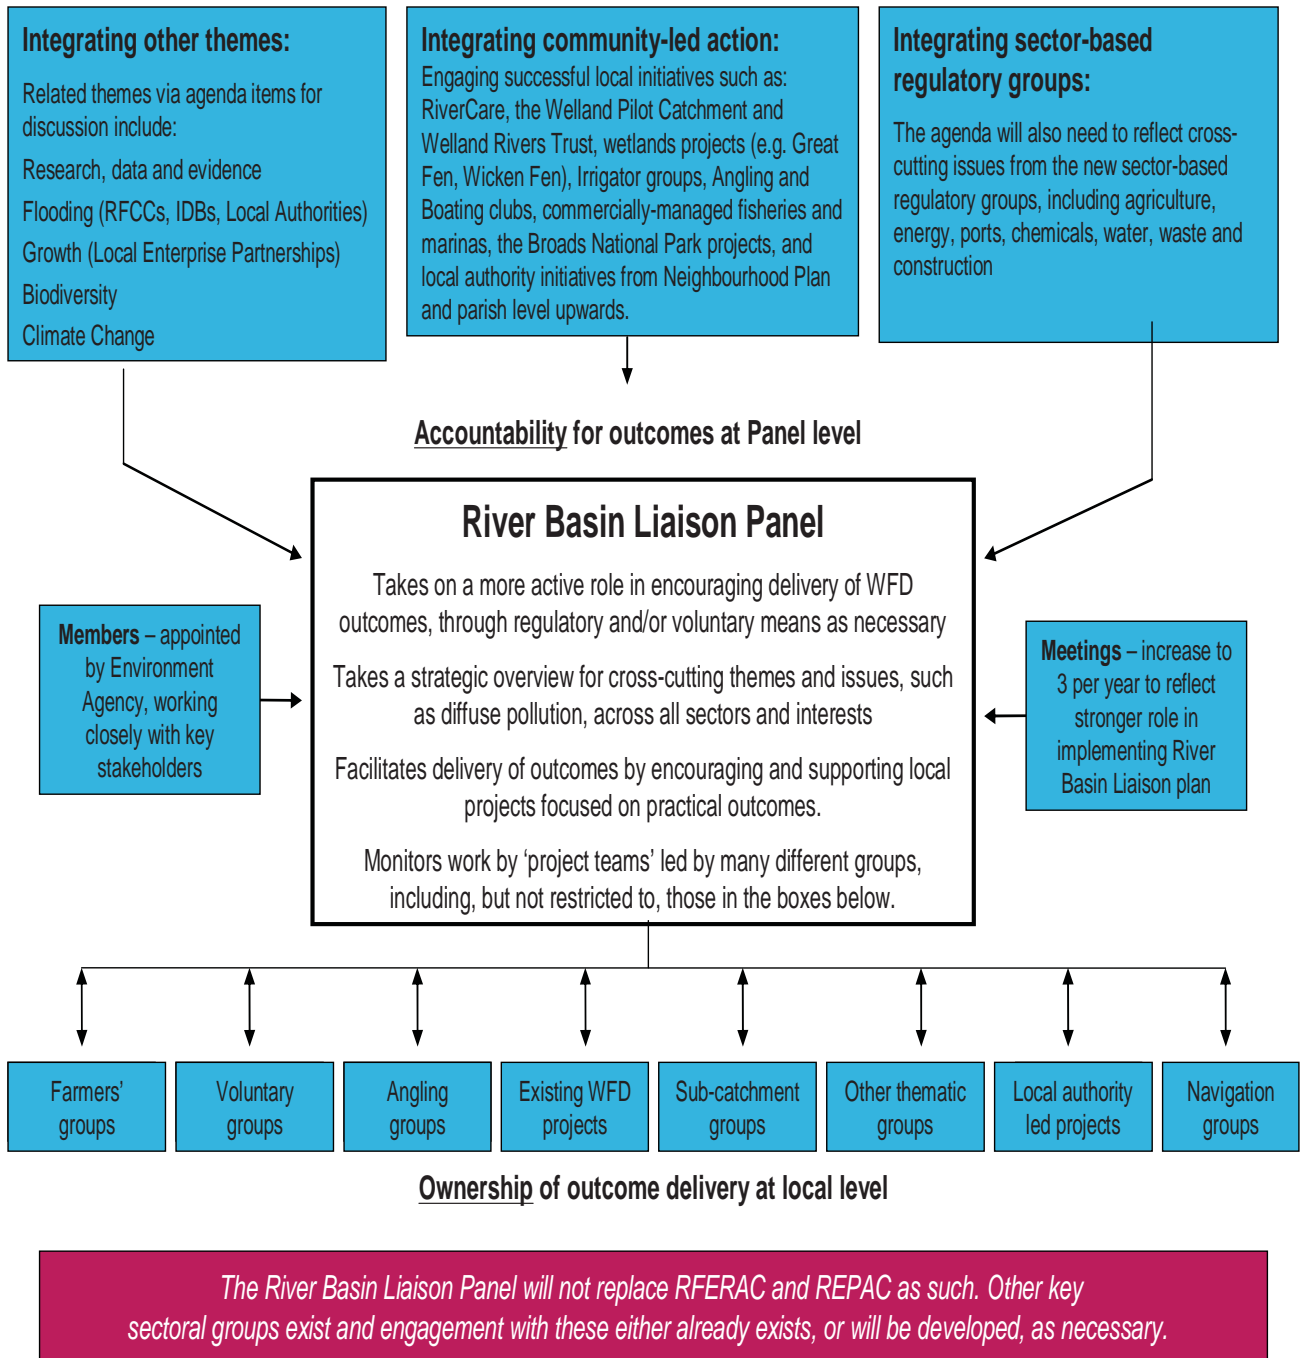 Integrating other themes:
Related themes via agenda items for
discussion include:
Research, data and evidence
Flooding (RFCCs, IDBs, Local Authorities)
Growth (Local Enterprise Partnerships)
Biodiversity
Climate Change
Integrating community-led action:
Engaging successful local initiatives such as:
RiverCare, the Welland Pilot Catchment and
Welland Rivers Trust, wetlands projects (e.g. Great
Fen, Wicken Fen), Irrigator groups, Angling and
Boating clubs, commercially-managed fisheries and
marinas, the Broads National Park projects, and
local authority initiatives from Neighbourhood Plan
and parish level upwards.
Integrating sector-based
regulatory groups:
The agenda will also need to reflect cross-
cutting issues from the new sector-based
regulatory groups, including agriculture,
energy, ports, chemicals, water, waste and
construction
Accountability for outcomes at Panel level
River Basin Liaison Panel
Takes on a more active role in encouraging delivery of WFD
outcomes, through regulatory and/or voluntary means as necessary
Takes a strategic overview for cross-cutting themes and issues, such
as diffuse pollution, across all sectors and interests
Facilitates delivery of outcomes by encouraging and supporting local
projects focused on practical outcomes.
Monitors work by ‘project teams’ led by many different groups,
including, but not restricted to, those in the boxes below.
Members – appointed
by Environment
Agency, working
closely with key
stakeholders
Meetings – increase to
3 per year to reflect
stronger role in
implementing River
Basin Liaison plan
Farmers’
groups
Voluntary
groups
Angling
groups
Existing WFD
projects
Sub-catchment
groups
Other thematic
groups
Local authority
led projects
Navigation
groups
Ownership of outcome delivery at local level
The River Basin Liaison Panel will not replace RFERAC and REPAC as such. Other key
sectoral groups exist and engagement with these either already exists, or will be developed, as necessary.